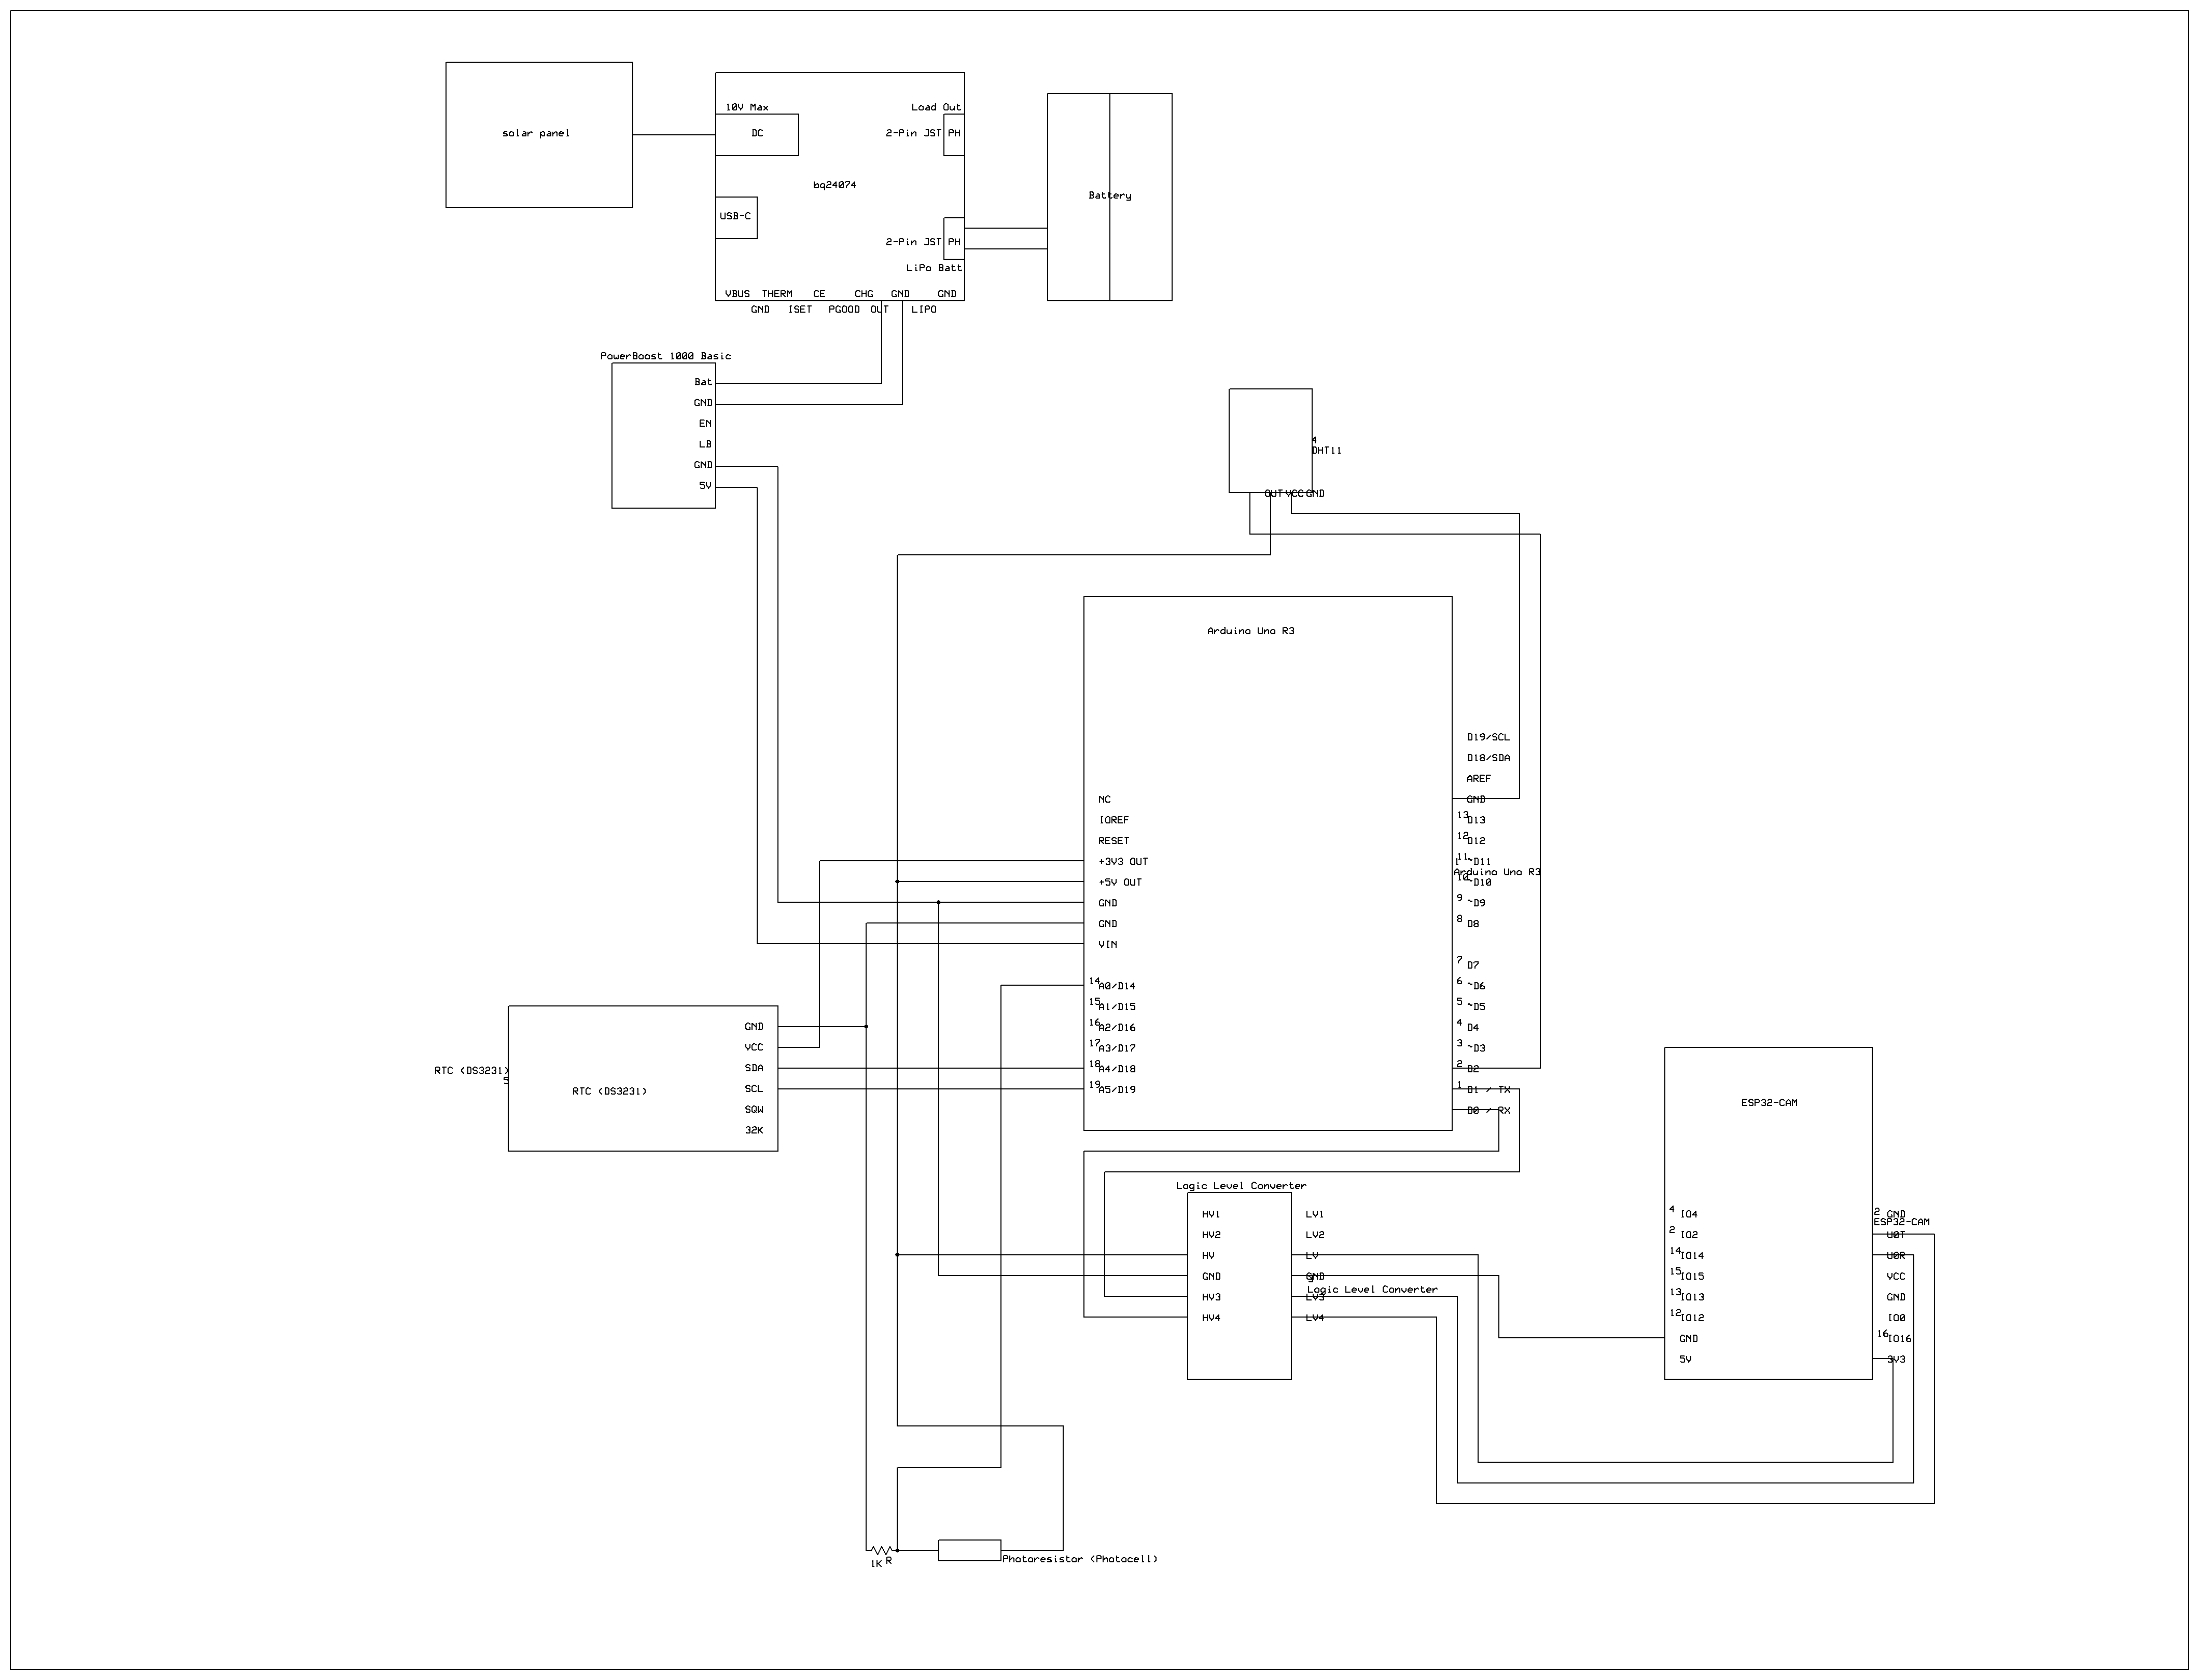 solar panel
10V Max
DC
bq24074
USB-C
Load Out
2-Pin JST PH
2-Pin JST PH
LiPo Batt
VBUS THERM CE CHG GND GND
GND ISET PGOOD OUT LIPO
Battery
PowerBoost 1000 Basic
Bat
GND
EN
LB
GND
5V
4
DHT11
OUT VCC GND
Arduino Uno R3
NC
IOREF
RESET
+3V3 OUT
+5V OUT
GND
GND
VIN
14 A0/D14
15 A1/D15
16 A2/D16
17 A3/D17
18 A4/D18
19 A5/D19
D19/SCL
D18/SDA
AREF
GND
13 D13
12 D12
1 11 ~D11
Arduino Uno R3
10 ~D10
9 ~D9
8 D8
7 D7
6 ~D6
5 ~D5
4 D4
3 ~D3
2 D2
1 D1 / TX
D0 / RX
RTC (DS3231)
5
RTC (DS3231)
GND
VCC
SDA
SCL
SQW
32K
Logic Level Converter
HV1
HV2
HV
GND
HV3
HV4
LV1
LV2
LV
GND
Logic Level Converter
LV3
LV4
ESP32-CAM
4 IO4
2 IO2
14 IO14
15 IO15
13 IO13
12 IO12
GND
5V
2 GND
ESP32-CAM
U0T
U0R
VCC
GND
IO0
16 IO16
3V3
1K R
Photoresistor (Photocell)